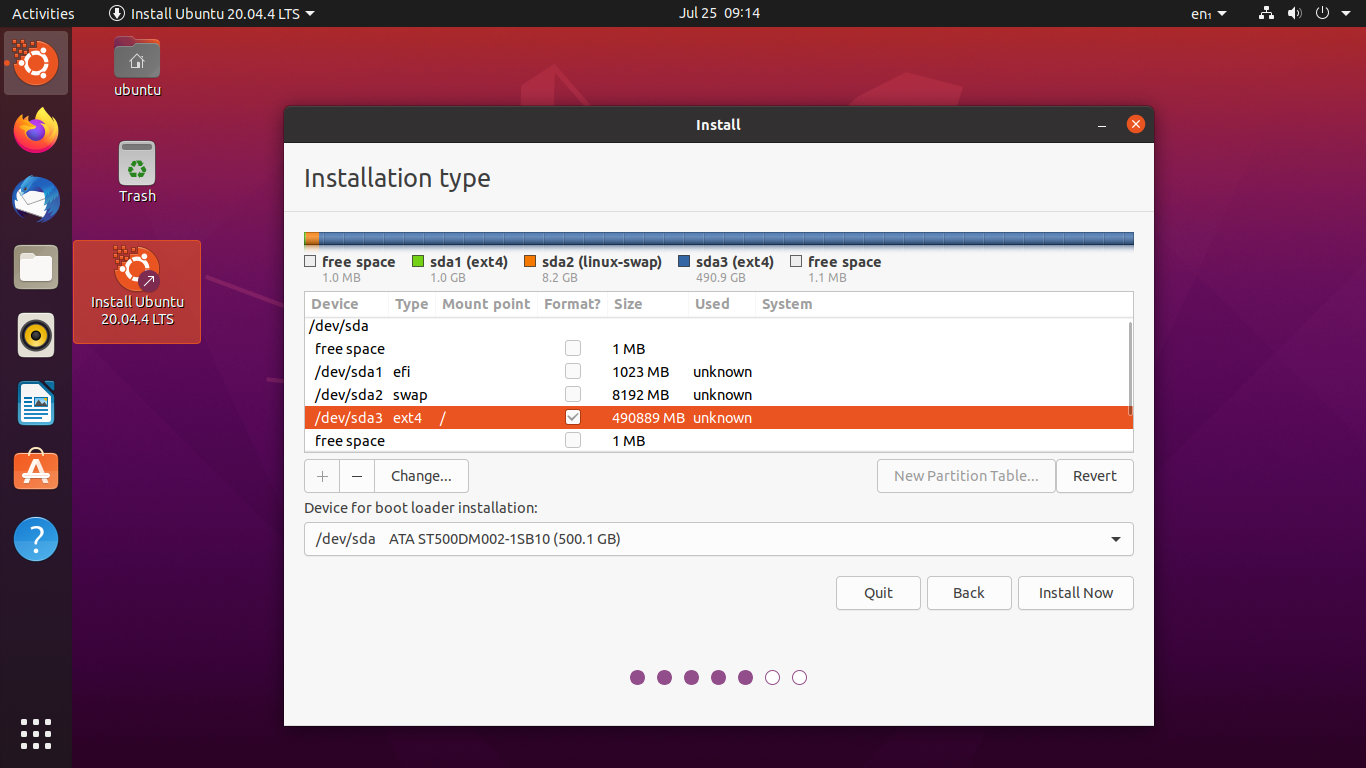 Activities Install Ubuntu 20.04.4 LTS Jul 25 09:14 en₁
ubuntu
Trash
Install Ubuntu
20.04.4 LTS
Install
Installation type
free space sda1 (ext4) sda2 (linux-swap) sda3 (ext4) free space
1.0 MB 1.0 GB 8.2 GB 490.9 GB 1.1 MB
Device Type Mount point Format? Size Used System
/dev/sda
free space 1 MB
/dev/sda1 efi 1023 MB unknown
/dev/sda2 swap 8192 MB unknown
/dev/sda3 ext4 / 490889 MB unknown
free space 1 MB
+ − Change... New Partition Table... Revert
Device for boot loader installation:
/dev/sda ATA ST500DM002-1SB10 (500.1 GB)
Quit Back Install Now